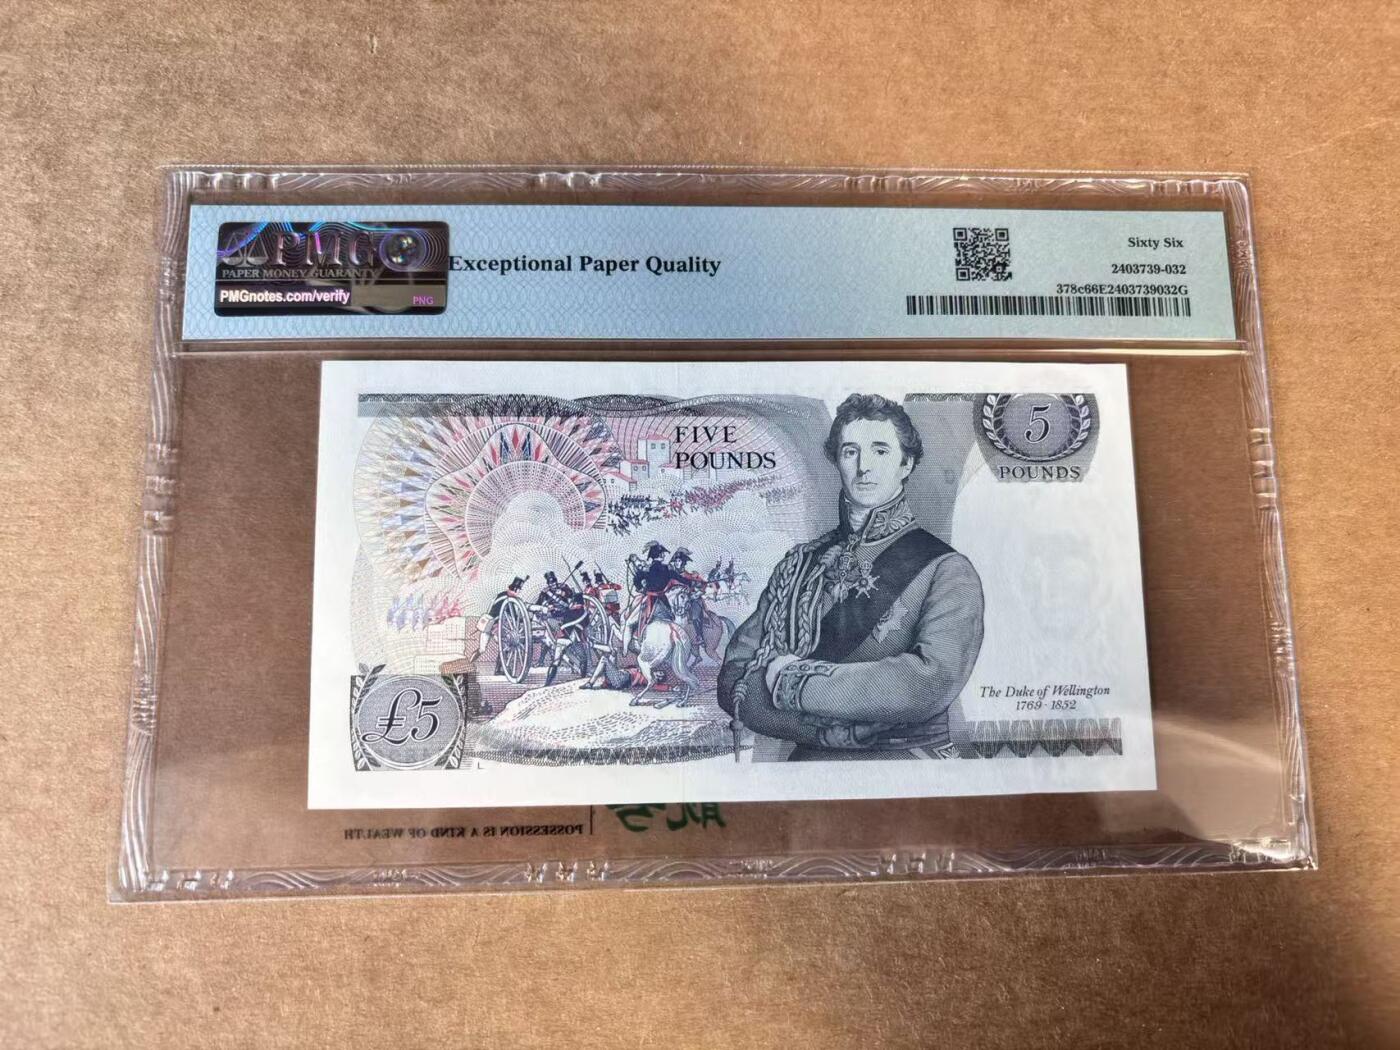 PMG
PAPER MONEY GUARANTY
PMGnotes.com/verify
PNG
Exceptional Paper Quality
Sixty Six
2403739-032
378c66E2403739032G
FIVE
POUNDS
5
POUNDS
The Duke of Wellington
1769-1852
£5
L
POSSESSION IS A KIND OF WEALTH